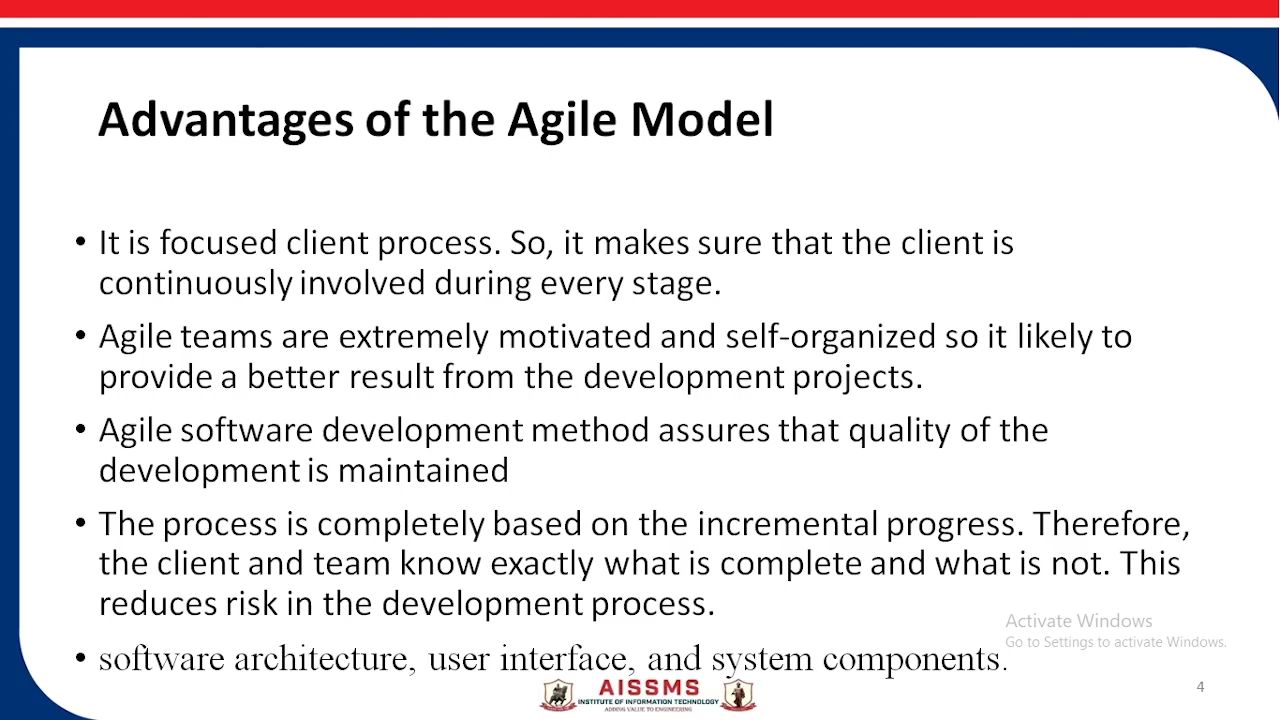 Advantages of the Agile Model
• It is focused client process. So, it makes sure that the client is
continuously involved during every stage.
• Agile teams are extremely motivated and self-organized so it likely to
provide a better result from the development projects.
• Agile software development method assures that quality of the
development is maintained
• The process is completely based on the incremental progress. Therefore,
the client and team know exactly what is complete and what is not. This
reduces risk in the development process.
• software architecture, user interface, and system components.
Activate Windows
Go to Settings to activate Windows.
AISSMS
INSTITUTE OF INFORMATION TECHNOLOGY
ADDING VALUE TO ENGINEERING
4